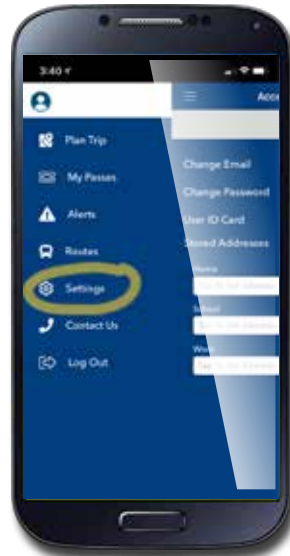 3:40
Acco
Plan Trip
My Passes
Alerts
Routes
Settings
Contact Us
Log Out
Change Email
Change Password
User ID Card
Stored Addresses
Home
School
Work